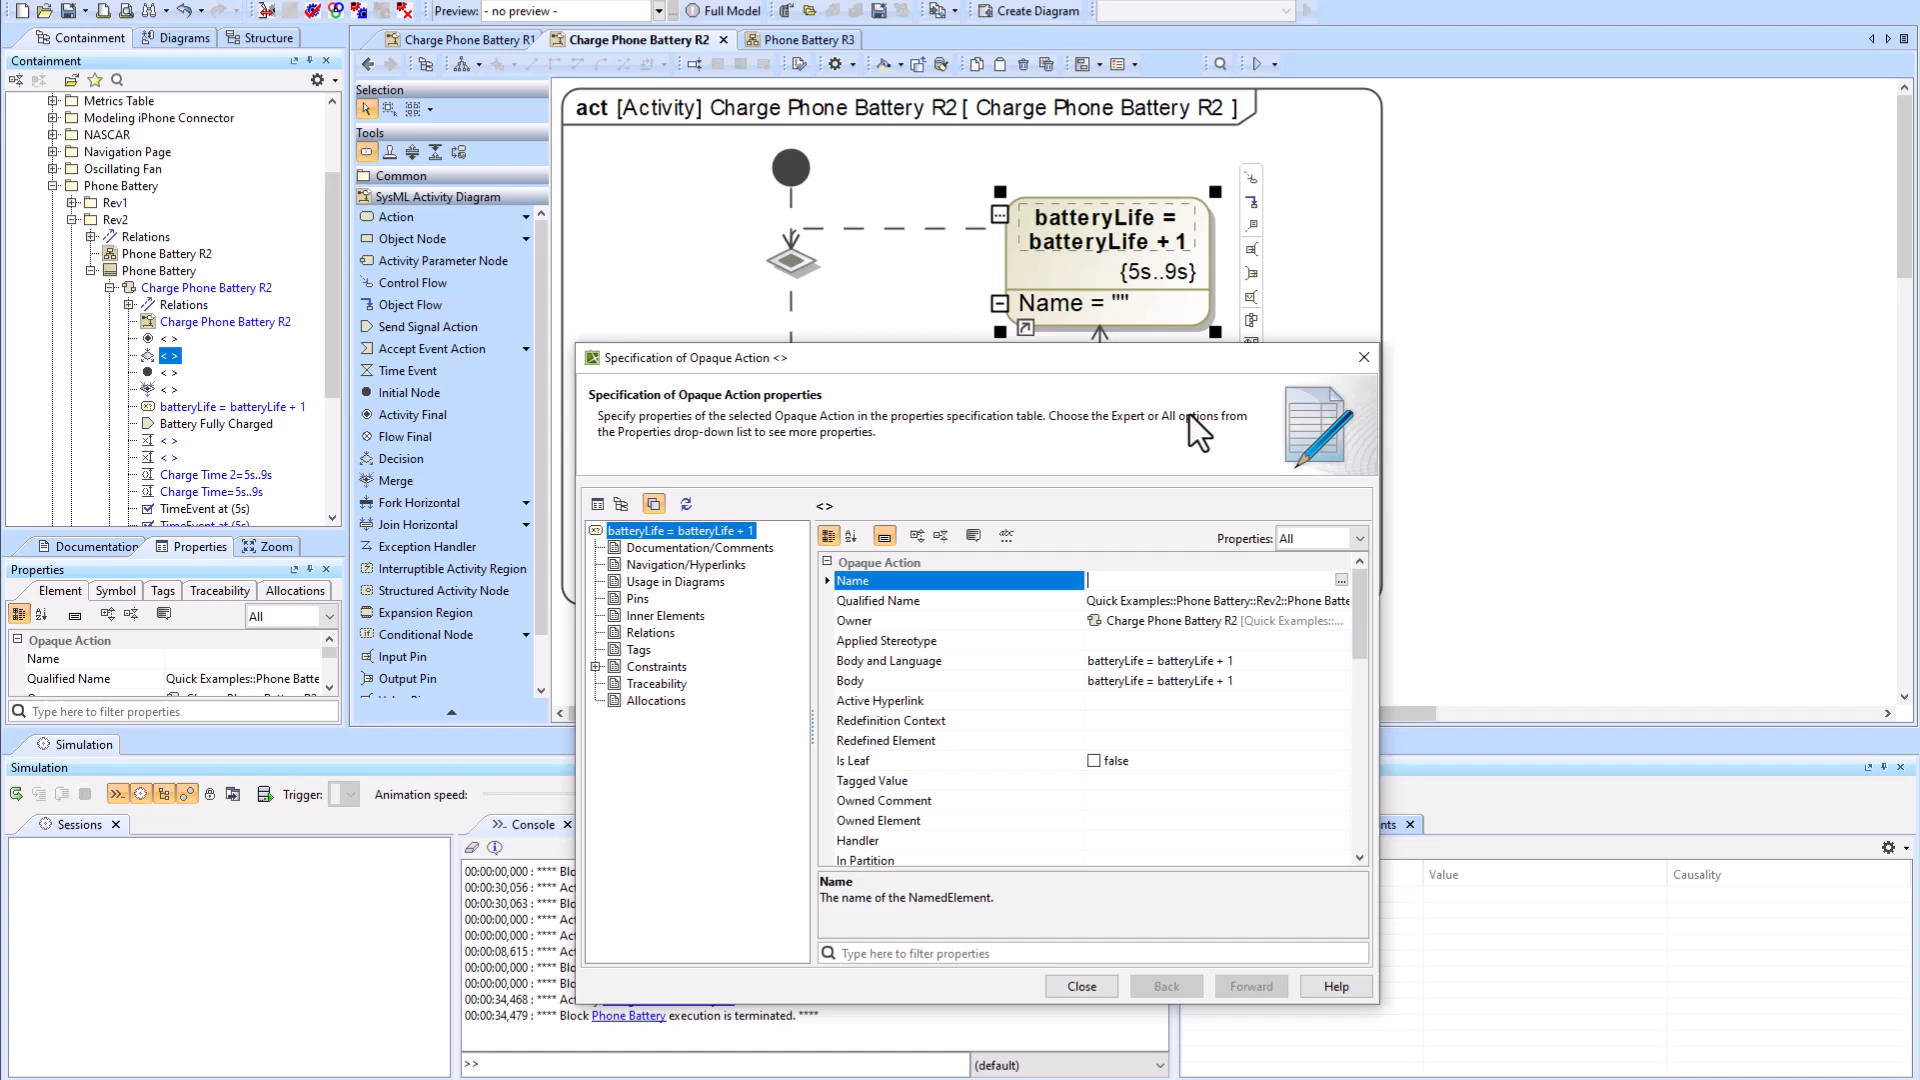 Preview: - no preview -
Full Model
Create Diagram
Containment
Diagrams
Structure
Charge Phone Battery R1
Charge Phone Battery R2
Phone Battery R3
Containment
Metrics Table
Modeling iPhone Connector
NASCAR
Navigation Page
Oscillating Fan
Phone Battery
Rev1
Rev2
Relations
Phone Battery R2
Phone Battery
Charge Phone Battery R2
Relations
Charge Phone Battery R2
< >
< >
< >
< >
batteryLife = batteryLife + 1
Battery Fully Charged
< >
< >
Charge Time 2=5s..9s
Charge Time=5s..9s
TimeEvent at (5s)
TimeEvent at (5s)
Documentation
Properties
Zoom
Properties
Element
Symbol
Tags
Traceability
Allocations
All
Opaque Action
Name
Qualified Name
Quick Examples::Phone Batte
Type here to filter properties
Selection
Tools
Common
SysML Activity Diagram
Action
Object Node
Activity Parameter Node
Control Flow
Object Flow
Send Signal Action
Accept Event Action
Time Event
Initial Node
Activity Final
Flow Final
Decision
Merge
Fork Horizontal
Join Horizontal
Exception Handler
Interruptible Activity Region
Structured Activity Node
Expansion Region
Conditional Node
Input Pin
Output Pin
act [Activity] Charge Phone Battery R2 [ Charge Phone Battery R2 ]
batteryLife =
batteryLife + 1
{5s..9s}
Name = ""
Specification of Opaque Action <>
Specification of Opaque Action properties
Specify properties of the selected Opaque Action in the properties specification table. Choose the Expert or All options from
the Properties drop-down list to see more properties.
<>
batteryLife = batteryLife + 1
Documentation/Comments
Navigation/Hyperlinks
Usage in Diagrams
Pins
Inner Elements
Relations
Tags
Constraints
Traceability
Allocations
Properties: All
Opaque Action
Name
Qualified Name
Quick Examples::Phone Battery::Rev2::Phone Batte
Owner
Charge Phone Battery R2 [Quick Examples::...
Applied Stereotype
Body and Language
batteryLife = batteryLife + 1
Body
batteryLife = batteryLife + 1
Active Hyperlink
Redefinition Context
Redefined Element
Is Leaf
false
Tagged Value
Owned Comment
Owned Element
Handler
In Partition
Name
The name of the NamedElement.
Type here to filter properties
Close
Back
Forward
Help
Simulation
Simulation
Trigger:
Animation speed:
Sessions
Console
nts
00:00:00,000 : **** Blo
00:00:30,056 : **** Act
00:00:30,063 : **** Blo
00:00:00,000 : **** Act
00:00:00,000 : **** Act
00:00:08,615 : **** Act
00:00:00,000 : **** Blo
00:00:00,000 : **** Blo
00:00:34,468 : **** Act
00:00:34,479 : **** Block Phone Battery execution is terminated. ****
>>
(default)
Value
Causality